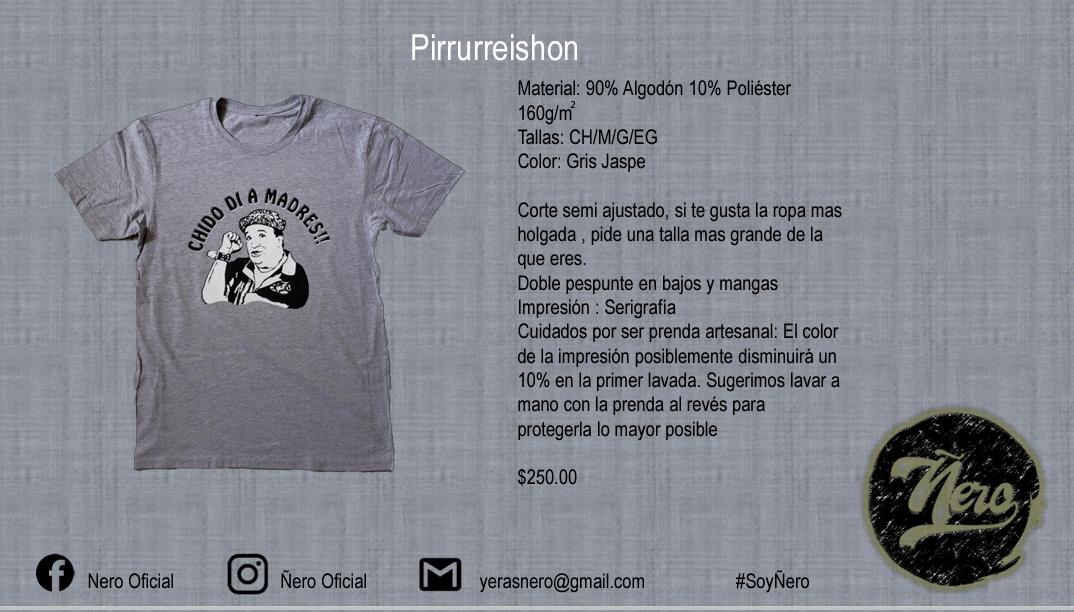 Pirrurreishon
Material: 90% Algodón 10% Poliéster
160g/m²
Tallas: CH/M/G/EG
Color: Gris Jaspe
Corte semi ajustado, si te gusta la ropa mas
holgada , pide una talla mas grande de la
que eres.
Doble pespunte en bajos y mangas
Impresión : Serigrafía
Cuidados por ser prenda artesanal: El color
de la impresión posiblemente disminuirá un
10% en la primer lavada. Sugerimos lavar a
mano con la prenda al revés para
protegerla lo mayor posible
$250.00
CHIDO DI A MADRES!!
Ñero
Nero Oficial
Ñero Oficial
yerasnero@gmail.com
#SoyÑero